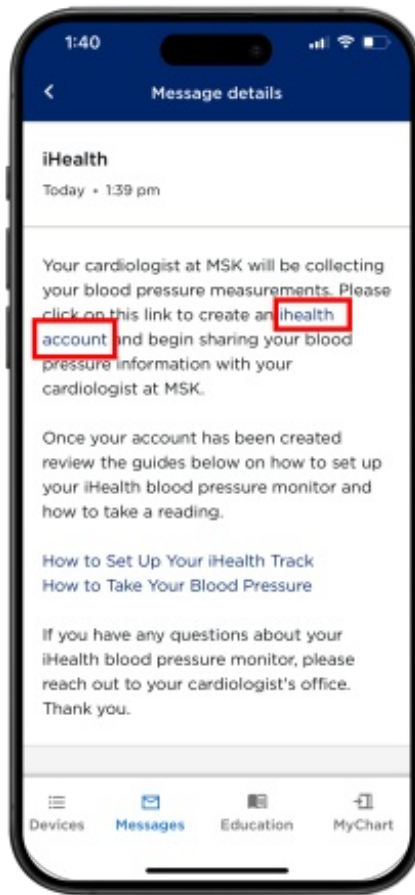 1:40
Message details
iHealth
Today • 1:39 pm
Your cardiologist at MSK will be collecting
your blood pressure measurements. Please
click on this link to create an ihealth
account and begin sharing your blood
pressure information with your
cardiologist at MSK.
Once your account has been created
review the guides below on how to set up
your iHealth blood pressure monitor and
how to take a reading.
How to Set Up Your iHealth Track
How to Take Your Blood Pressure
If you have any questions about your
iHealth blood pressure monitor, please
reach out to your cardiologist's office.
Thank you.
Devices Messages Education MyChart